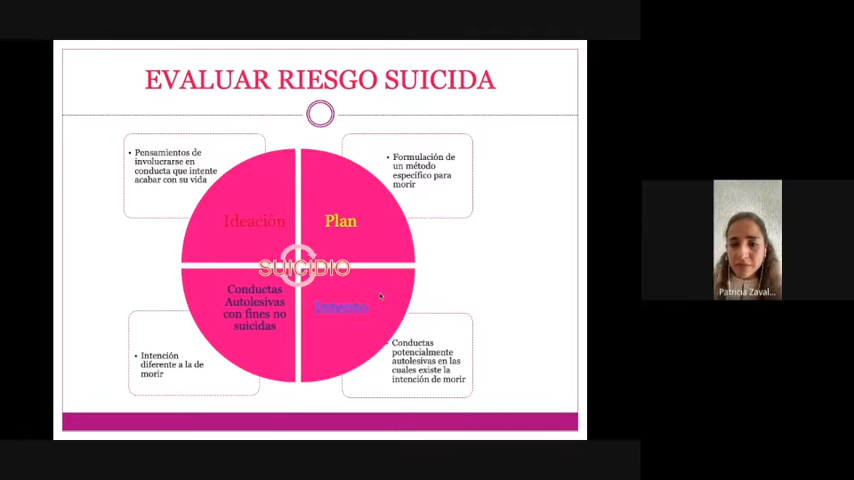 EVALUAR RIESGO SUICIDA
• Pensamientos de
involucrarse en
conducta que intente
acabar con su vida
• Formulación de
un método
específico para
morir
Ideación
Plan
SUICIDIO
Conductas
Autolesivas
con fines no
suicidas
Intento
• Intención
diferente a la de
morir
• Conductas
potencialmente
autolesivas en las
cuales existe la
intención de morir
Patricia Zaval...